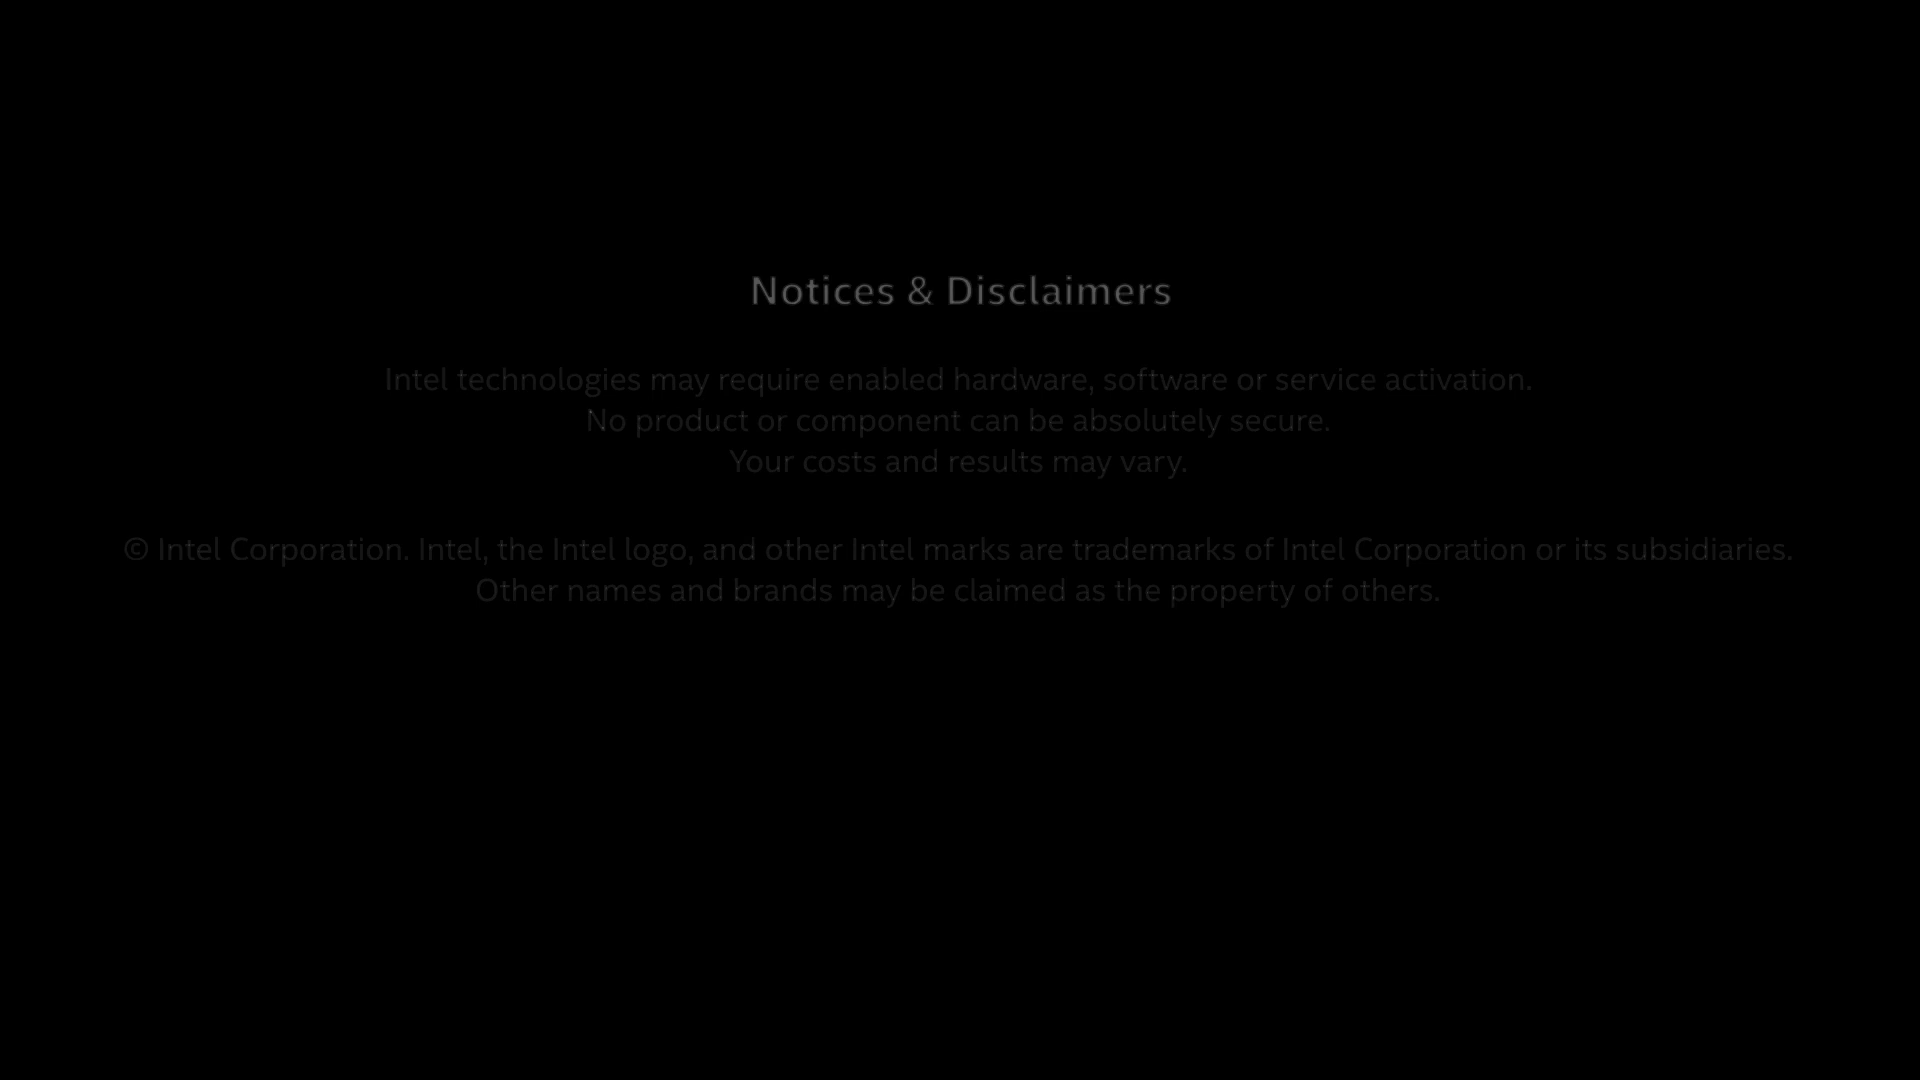 Notices & Disclaimers
Intel technologies may require enabled hardware, software or service activation.
No product or component can be absolutely secure.
Your costs and results may vary.
© Intel Corporation. Intel, the Intel logo, and other Intel marks are trademarks of Intel Corporation or its subsidiaries.
Other names and brands may be claimed as the property of others.